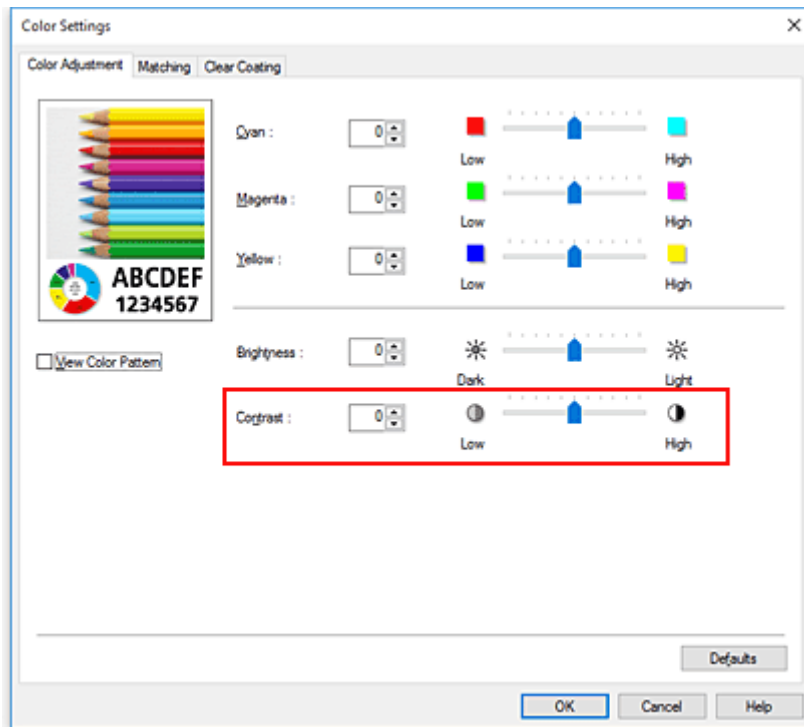 Color Settings
Color Adjustment Matching Clear Coating
Cyan : 0
Low High
Magenta : 0
Low High
Yellow : 0
Low High
ABCDEF
1234567
View Color Pattern
Brightness : 0
Dark Light
Contrast : 0
Low High
Defaults
OK Cancel Help